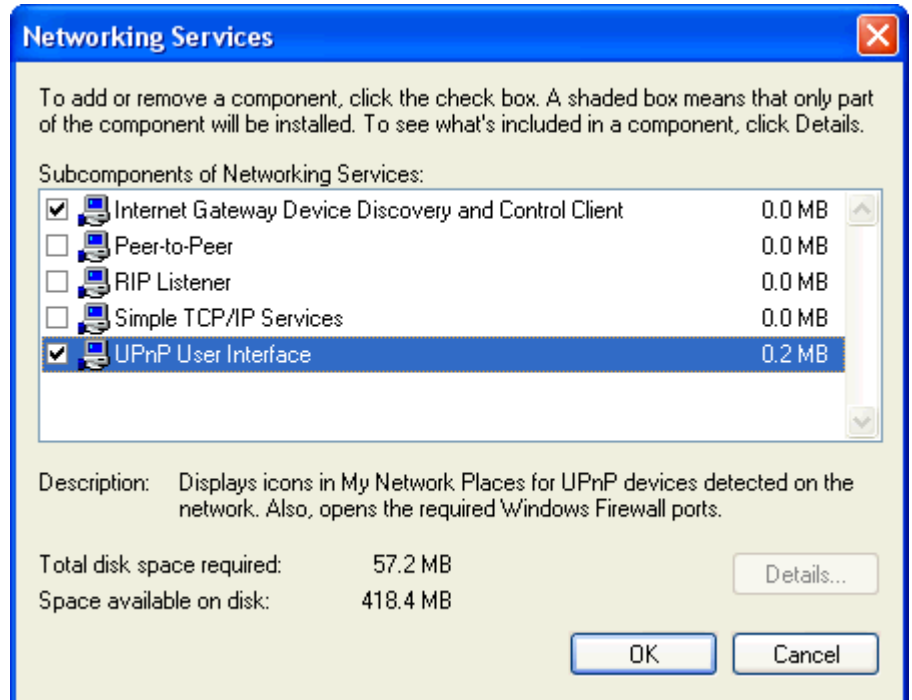 Networking Services
To add or remove a component, click the check box. A shaded box means that only part
of the component will be installed. To see what's included in a component, click Details.
Subcomponents of Networking Services:
Internet Gateway Device Discovery and Control Client 0.0 MB
Peer-to-Peer 0.0 MB
RIP Listener 0.0 MB
Simple TCP/IP Services 0.0 MB
UPnP User Interface 0.2 MB
Description: Displays icons in My Network Places for UPnP devices detected on the
network. Also, opens the required Windows Firewall ports.
Total disk space required: 57.2 MB
Space available on disk: 418.4 MB
Details...
OK Cancel